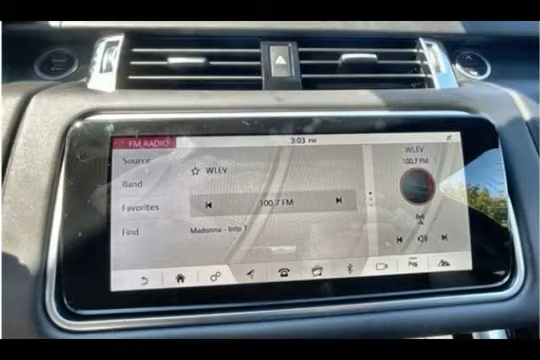 FM RADIO
3:03 PM
Source
Band
Favorites
Find
WLEV
100.7 FM
Madonna - Into T
WLEV
100.7 FM